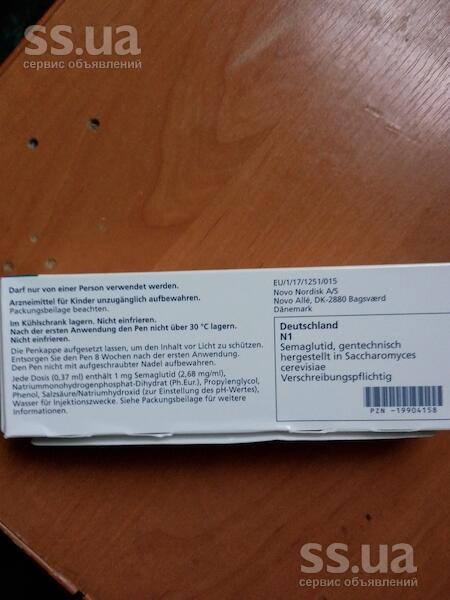 ss.ua
сервис объявлений
Darf nur von einer Person verwendet werden.
Arzneimittel für Kinder unzugänglich aufbewahren.
Packungsbeilage beachten.
Im Kühlschrank lagern. Nicht einfrieren.
Nach der ersten Anwendung den Pen nicht über 30 °C lagern.
Nicht einfrieren.
Die Penkappe aufgesetzt lassen, um den Inhalt vor Licht zu schützen.
Entsorgen Sie den Pen 8 Wochen nach der ersten Anwendung.
Den Pen nicht mit aufgeschraubter Nadel aufbewahren.
Jede Dosis (0,37 ml) enthält 1 mg Semaglutid (2,68 mg/ml),
Natriummonohydrogenphosphat-Dihydrat (Ph.Eur.), Propylenglycol,
Phenol, Salzsäure/Natriumhydroxid (zur Einstellung des pH-Wertes),
Wasser für Injektionszwecke. Siehe Packungsbeilage für weitere
Informationen.
EU/1/17/1251/015
Novo Nordisk A/S
Novo Allé, DK-2880 Bagsværd
Dänemark
Deutschland
N1
Semaglutid, gentechnisch
hergestellt in Saccharomyces
cerevisiae
Verschreibungspflichtig
PZN -19904158
ss.ua
сервис объявлений